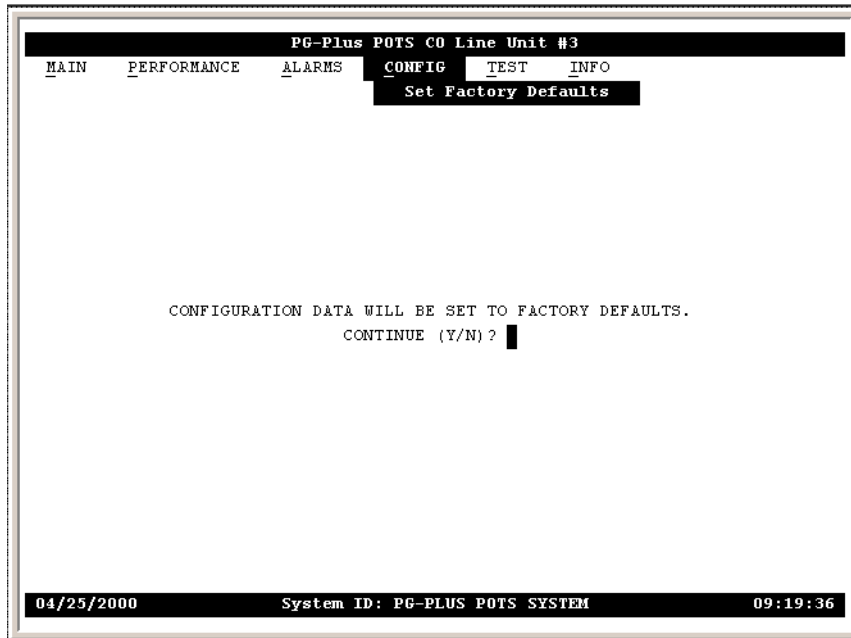 PG-Plus POTS CO Line Unit #3
MAIN PERFORMANCE ALARMS CONFIG TEST INFO
Set Factory Defaults
CONFIGURATION DATA WILL BE SET TO FACTORY DEFAULTS.
CONTINUE (Y/N)?
04/25/2000 System ID: PG-PLUS POTS SYSTEM 09:19:36